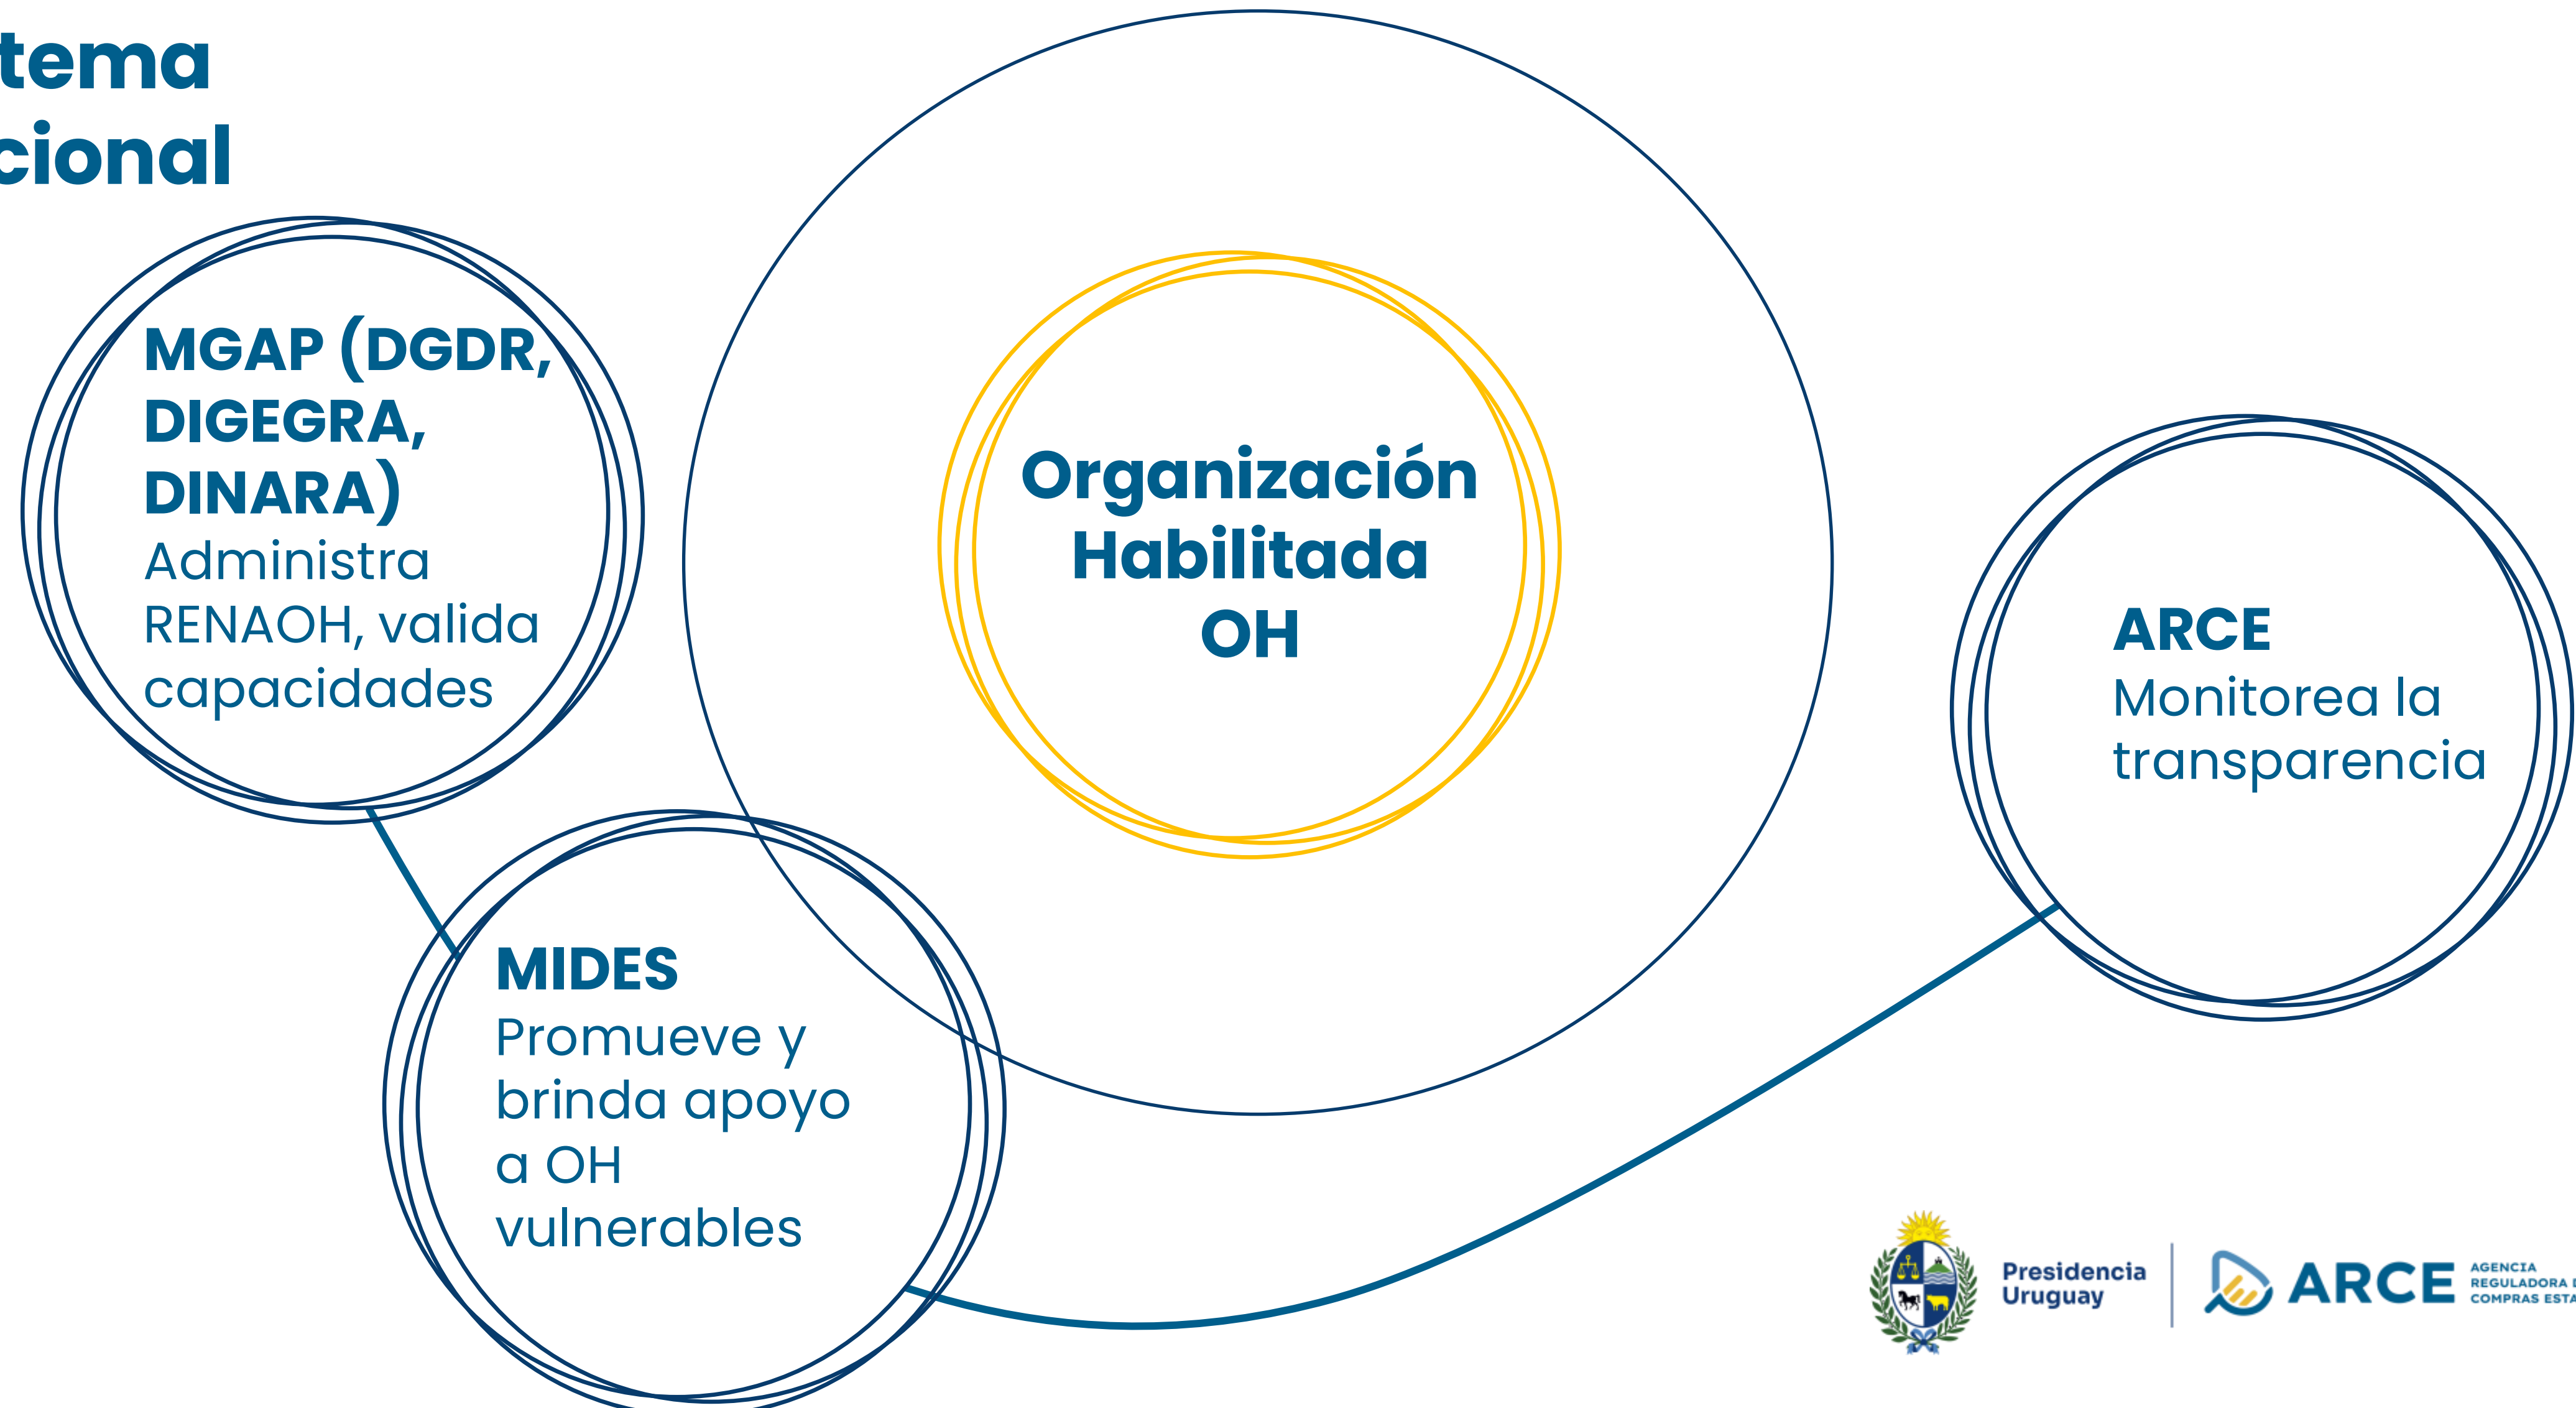 tema
cional
MGAP (DGDR,
DIGEGRA,
DINARA)
Administra
RENAOH, valida
capacidades
Organización
Habilitada
OH
ARCE
Monitorea la
transparencia
MIDES
Promueve y
brinda apoyo
a OH
vulnerables
Presidencia
Uruguay
ARCE
AGENCIA
REGULADORA D
COMPRAS ESTA